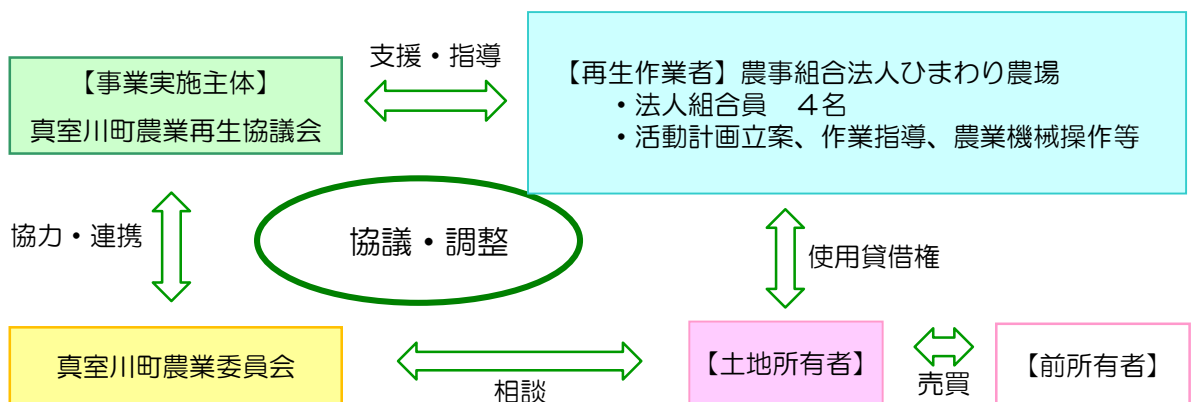 【事業実施主体】
真室川町農業再生協議会
支援・指導
【再生作業者】農事組合法人ひまわり農場
・法人組合員　４名
・活動計画立案、作業指導、農業機械操作等
協力・連携
協議・調整
使用貸借権
真室川町農業委員会
相談
【土地所有者】
売買
【前所有者】